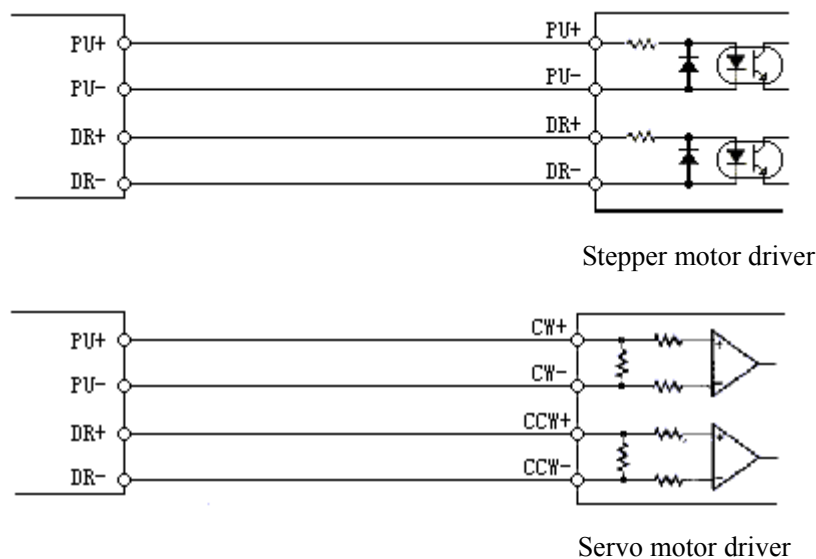 PU+ PU+
PU- PU-
DR+ DR+
DR- DR-
Stepper motor driver
PU+ CW+
PU- CW-
DR+ CCW+
DR- CCW-
Servo motor driver